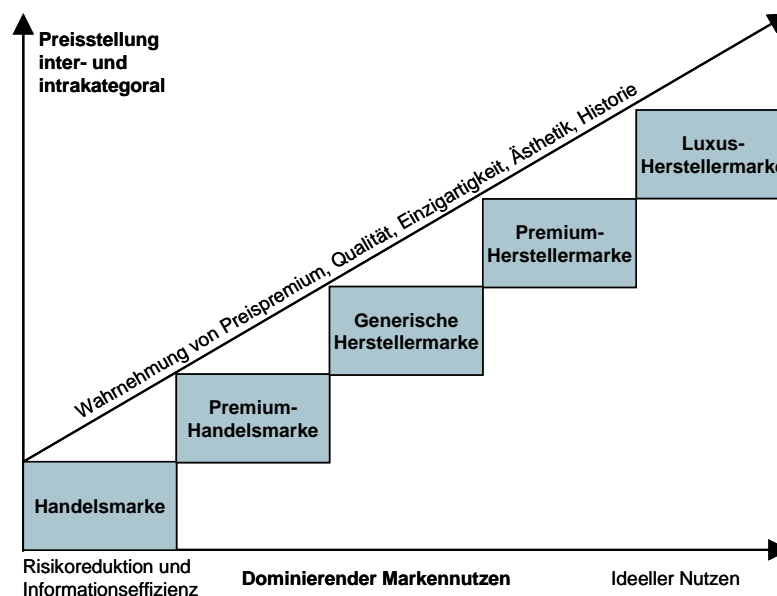 Preisstellung
inter- und
intrakategoral
Wahrnehmung von Preispremium, Qualität, Einzigartigkeit, Ästhetik, Historie
Luxus-
Herstellermarke
Premium-
Herstellermarke
Generische
Herstellermarke
Premium-
Handelsmarke
Handelsmarke
Risikoreduktion und
Informationseffizienz
Dominierender Markennutzen
Ideeller Nutzen